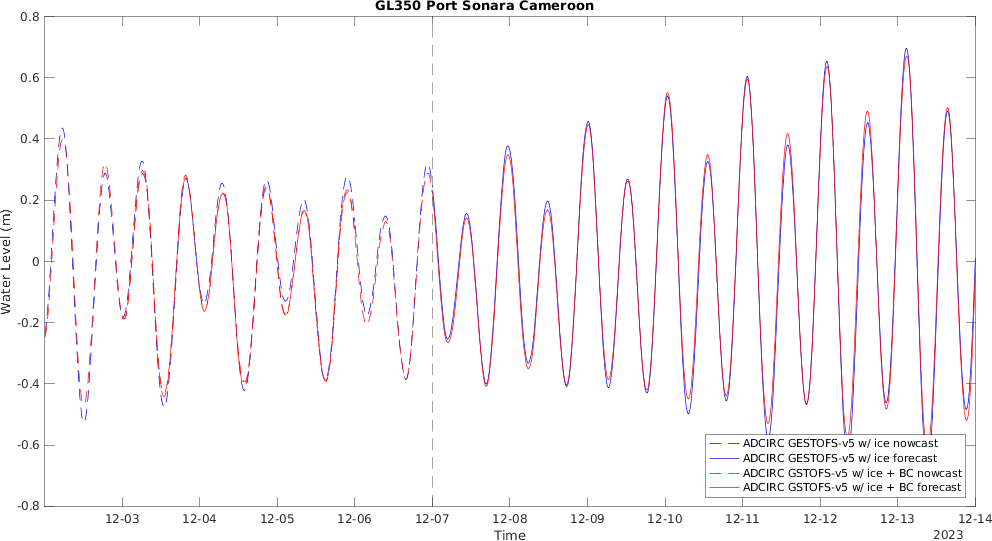 GL350 Port Sonara Cameroon
0.8
0.6
0.4
0.2
0
-0.2
-0.4
-0.6
-0.8
Water Level (m)
ADCIRC GESTOFS-v5 w/ ice nowcast
ADCIRC GESTOFS-v5 w/ ice forecast
ADCIRC GSTOFS-v5 w/ ice + BC nowcast
ADCIRC GSTOFS-v5 w/ ice + BC forecast
12-03 12-04 12-05 12-06 12-07 12-08 12-09 12-10 12-11 12-12 12-13 12-14
Time
2023